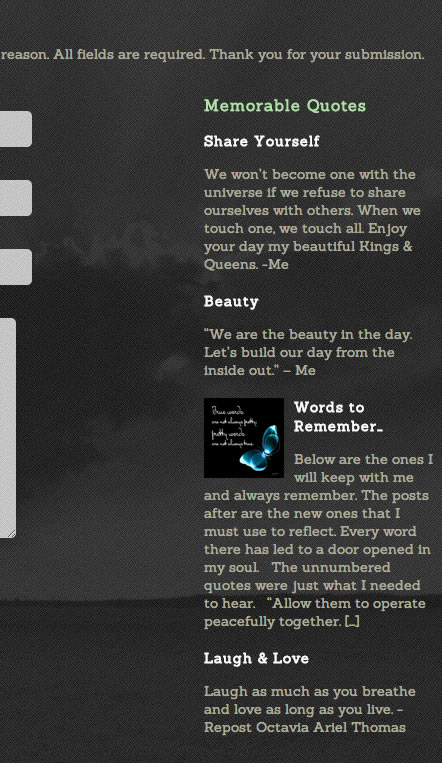 reason. All fields are required. Thank you for your submission.
Memorable Quotes
Share Yourself
We won't become one with the
universe if we refuse to share
ourselves with others. When we
touch one, we touch all. Enjoy
your day my beautiful Kings &
Queens. -Me
Beauty
"We are the beauty in the day.
Let's build our day from the
inside out." – Me
True words
are not always pretty,
pretty words
are not always true.
Words to
Remember…
Below are the ones I
will keep with me
and always remember. The posts
after are the new ones that I
must use to reflect. Every word
there has led to a door opened in
my soul. The unnumbered
quotes were just what I needed
to hear. "Allow them to operate
peacefully together. […]
Laugh & Love
Laugh as much as you breathe
and love as long as you live. -
Repost Octavia Ariel Thomas